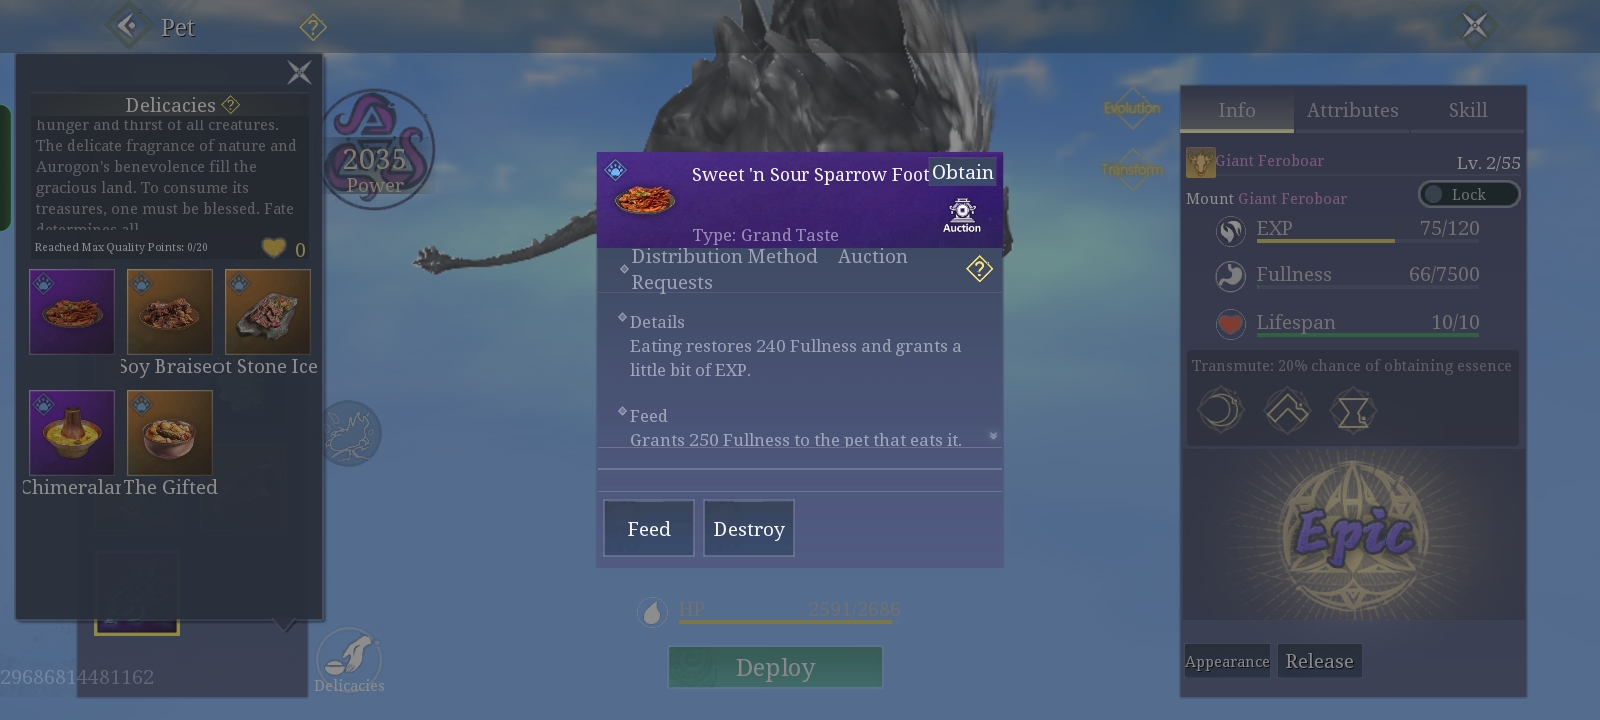 Pet
Delicacies
hunger and thirst of all creatures.
The delicate fragrance of nature and
Aurogon's benevolence fill the
gracious land. To consume its
treasures, one must be blessed. Fate
determines all
Reached Max Quality Points: 0/20
0
Soy Braise
ot Stone Ice
Chimeralar
The Gifted
29686814481162
2035
Power
Delicacies
Sweet 'n Sour Sparrow Foot
Obtain
Auction
Type: Grand Taste
Distribution Method Auction
Requests
Details
Eating restores 240 Fullness and grants a
little bit of EXP.
Feed
Grants 250 Fullness to the pet that eats it.
Feed
Destroy
HP 2591/2686
Deploy
Evolution
Transform
Info Attributes Skill
Giant Feroboar Lv. 2/55
Mount Giant Feroboar Lock
EXP 75/120
Fullness 66/7500
Lifespan 10/10
Transmute: 20% chance of obtaining essence
Epic
Appearance
Release